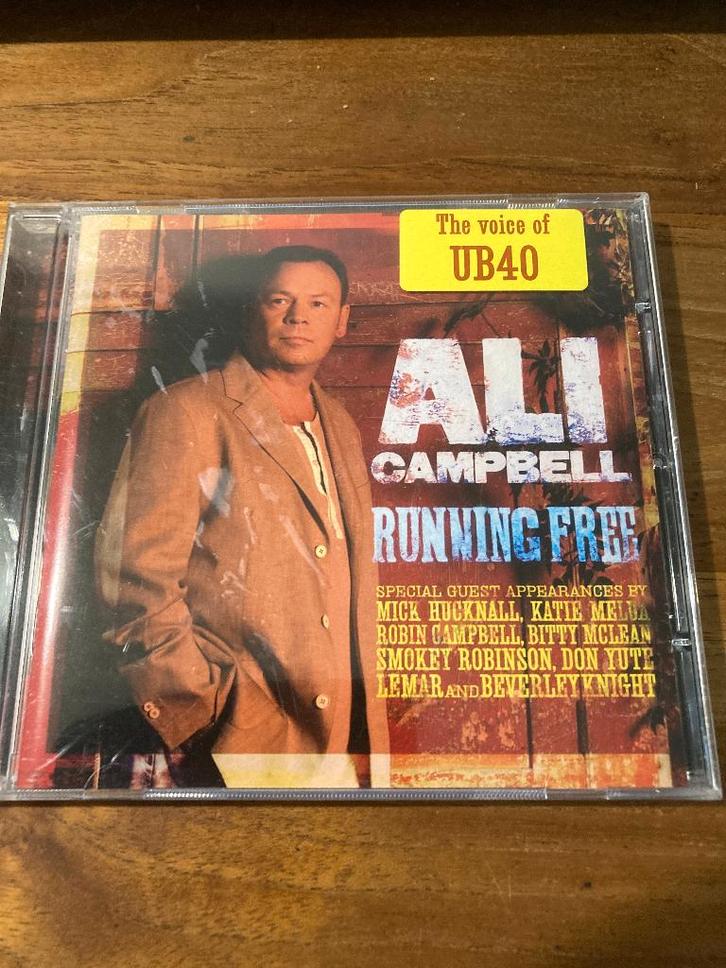 The voice of
UB40
ALI
CAMPBELL
RUNNING FREE
SPECIAL GUEST APPEARANCES BY
MICK HUCKNALL, KATIE MELUA
ROBIN CAMPBELL, BITTY MCLEAN
SMOKEY ROBINSON, DON YUTE
LEMAR AND BEVERLEY KNIGHT